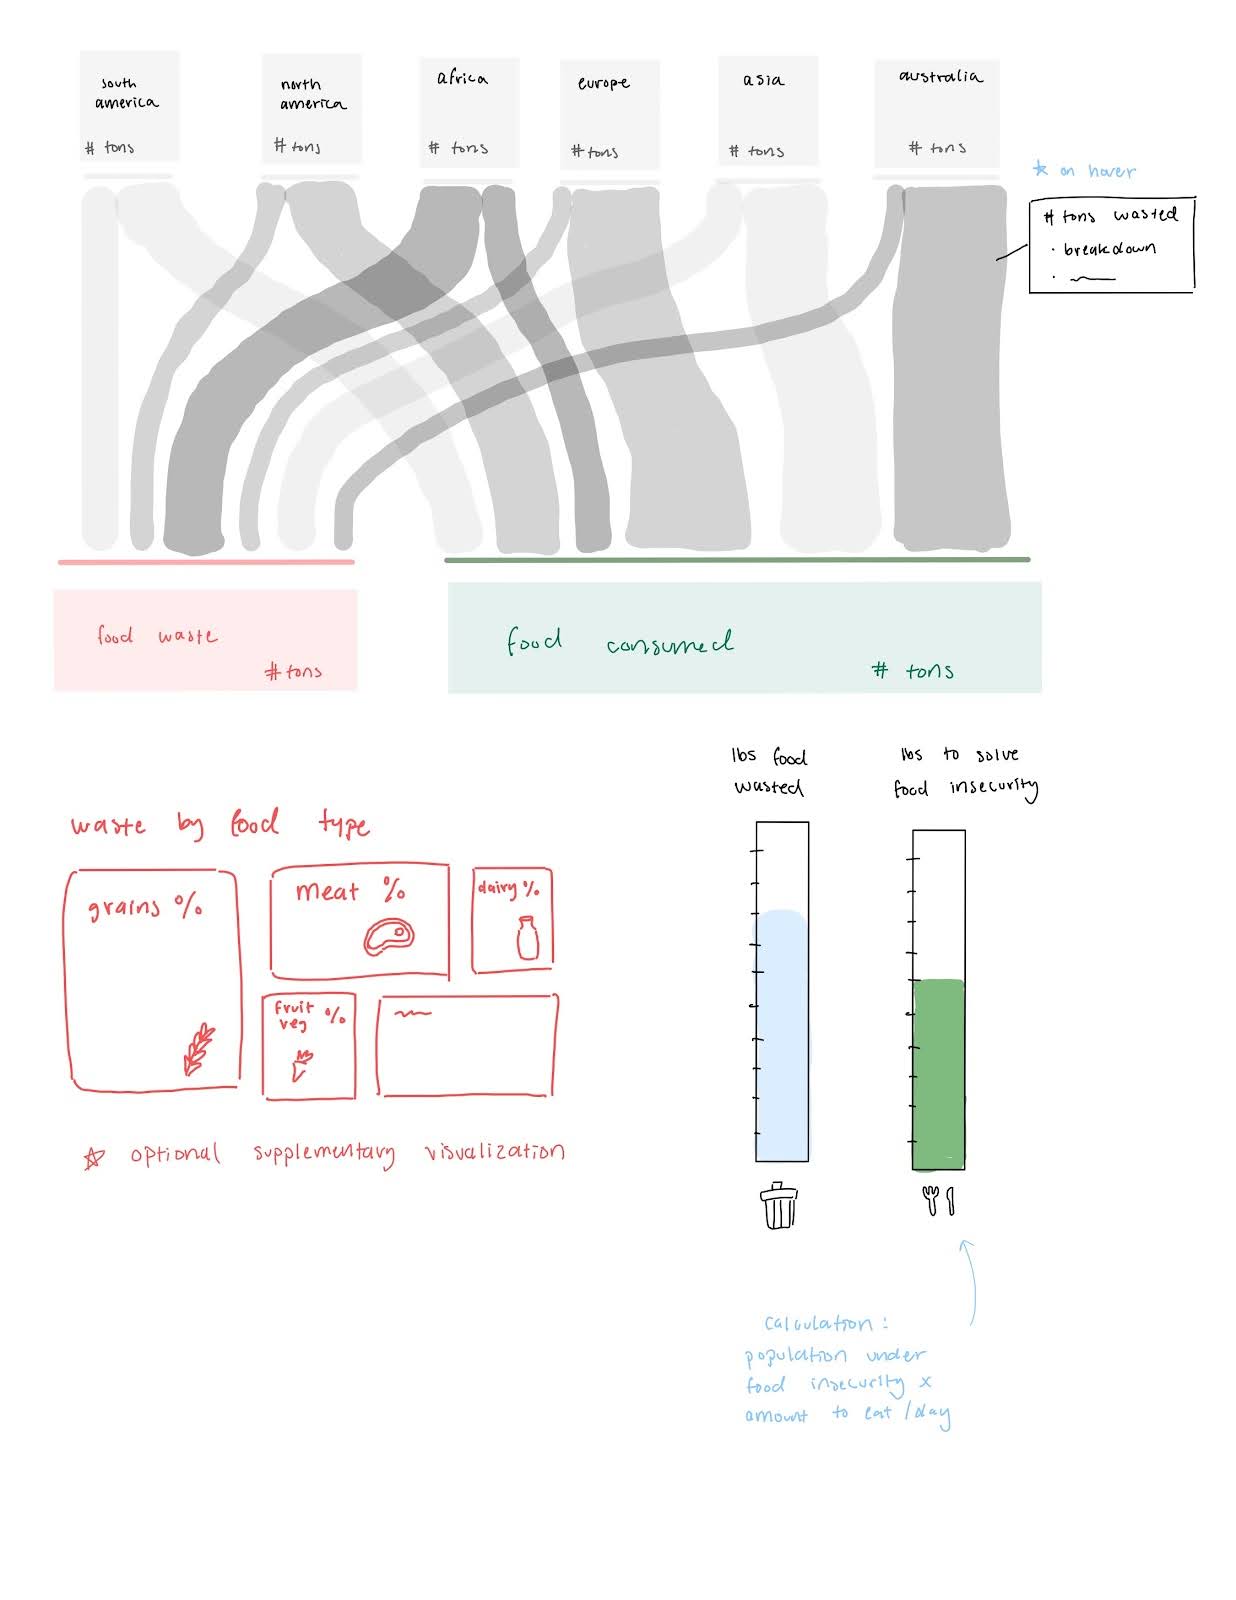 south
america
# tons
north
america
# tons
africa
# tons
europe
# tons
asia
# tons
australia
# tons
* on hover
# tons wasted
· breakdown
food waste
# tons
food consumed
# tons
lbs food
wasted
lbs to solve
food insecurity
waste by food type
grains %
meat %
dairy %
fruit
veg %
☆ optional supplementary visualization
calculation:
population under
food insecurity x
amount to eat/day